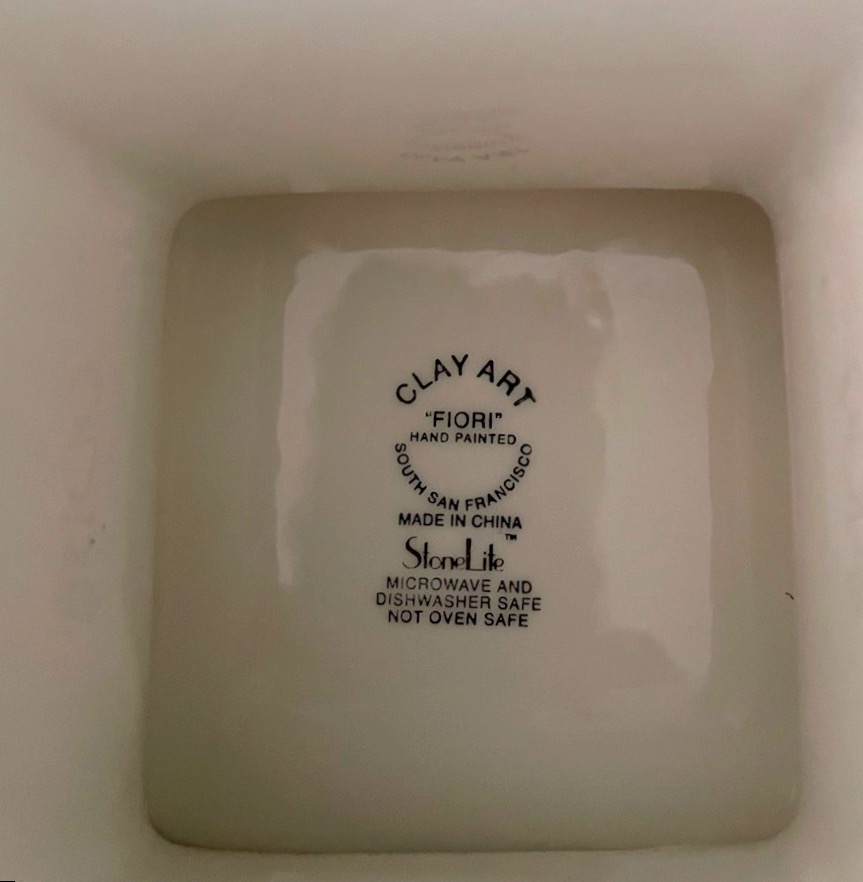 CLAY ART
"FIORI"
HAND PAINTED
SOUTH SAN FRANCISCO
MADE IN CHINA
StoneLite™
MICROWAVE AND
DISHWASHER SAFE
NOT OVEN SAFE